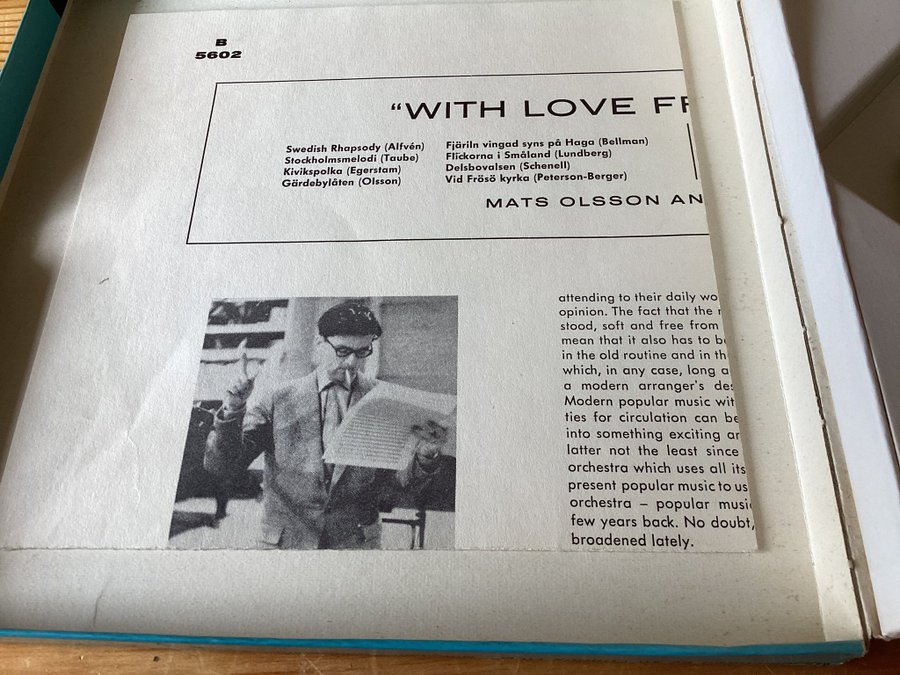 B
5602
“WITH LOVE
Swedish Rhapsody (Alfvén)
Stockholmsmelodi (Taube)
Kivikspolka (Egerstam)
Gärdebylåten (Olsson)
Fjäriln vingad syns på Haga (Bellman)
Flickorna i Småland (Lundberg)
Delsbovalsen (Schenell)
Vid Frösö kyrka (Peterson-Berger)
MATS OLSSON AN
attending to their daily wo
opinion. The fact that the
stood, soft and free from
mean that it also has to be
in the old routine and in th
which, in any case, long a
a modern arranger's des
Modern popular music wit
ties for circulation can be
into something exciting an
latter not the least since
orchestra which uses all its
present popular music to us
orchestra – popular musi
few years back. No doubt,
broadened lately.